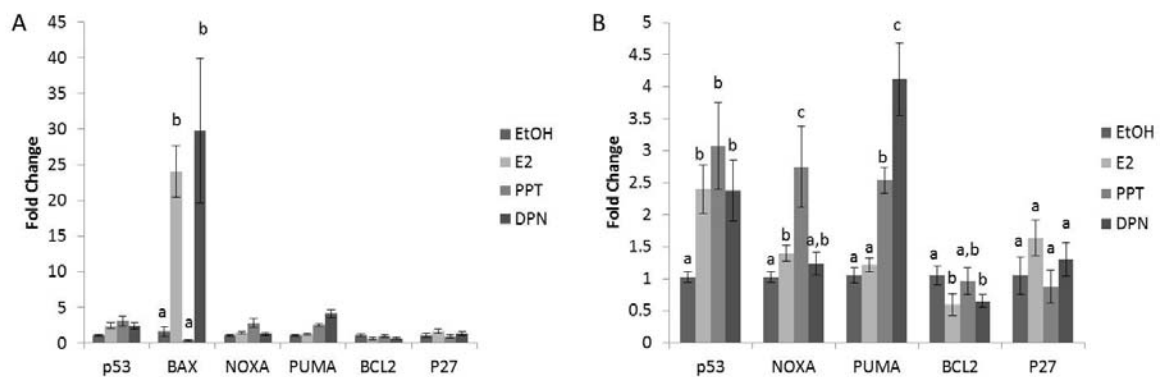 A
Fold Change
45
40
35
30
25
20
15
10
5
0
a
b
a
b
p53
BAX
NOXA
PUMA
BCL2
P27
EtOH
E2
PPT
DPN
B
Fold Change
5
4.5
4
3.5
3
2.5
2
1.5
1
0.5
0
a
b
b
b
a
b
c
a,b
a
a
b
c
a
b
a,b
b
a
a
a
a
p53
NOXA
PUMA
BCL2
P27
EtOH
E2
PPT
DPN